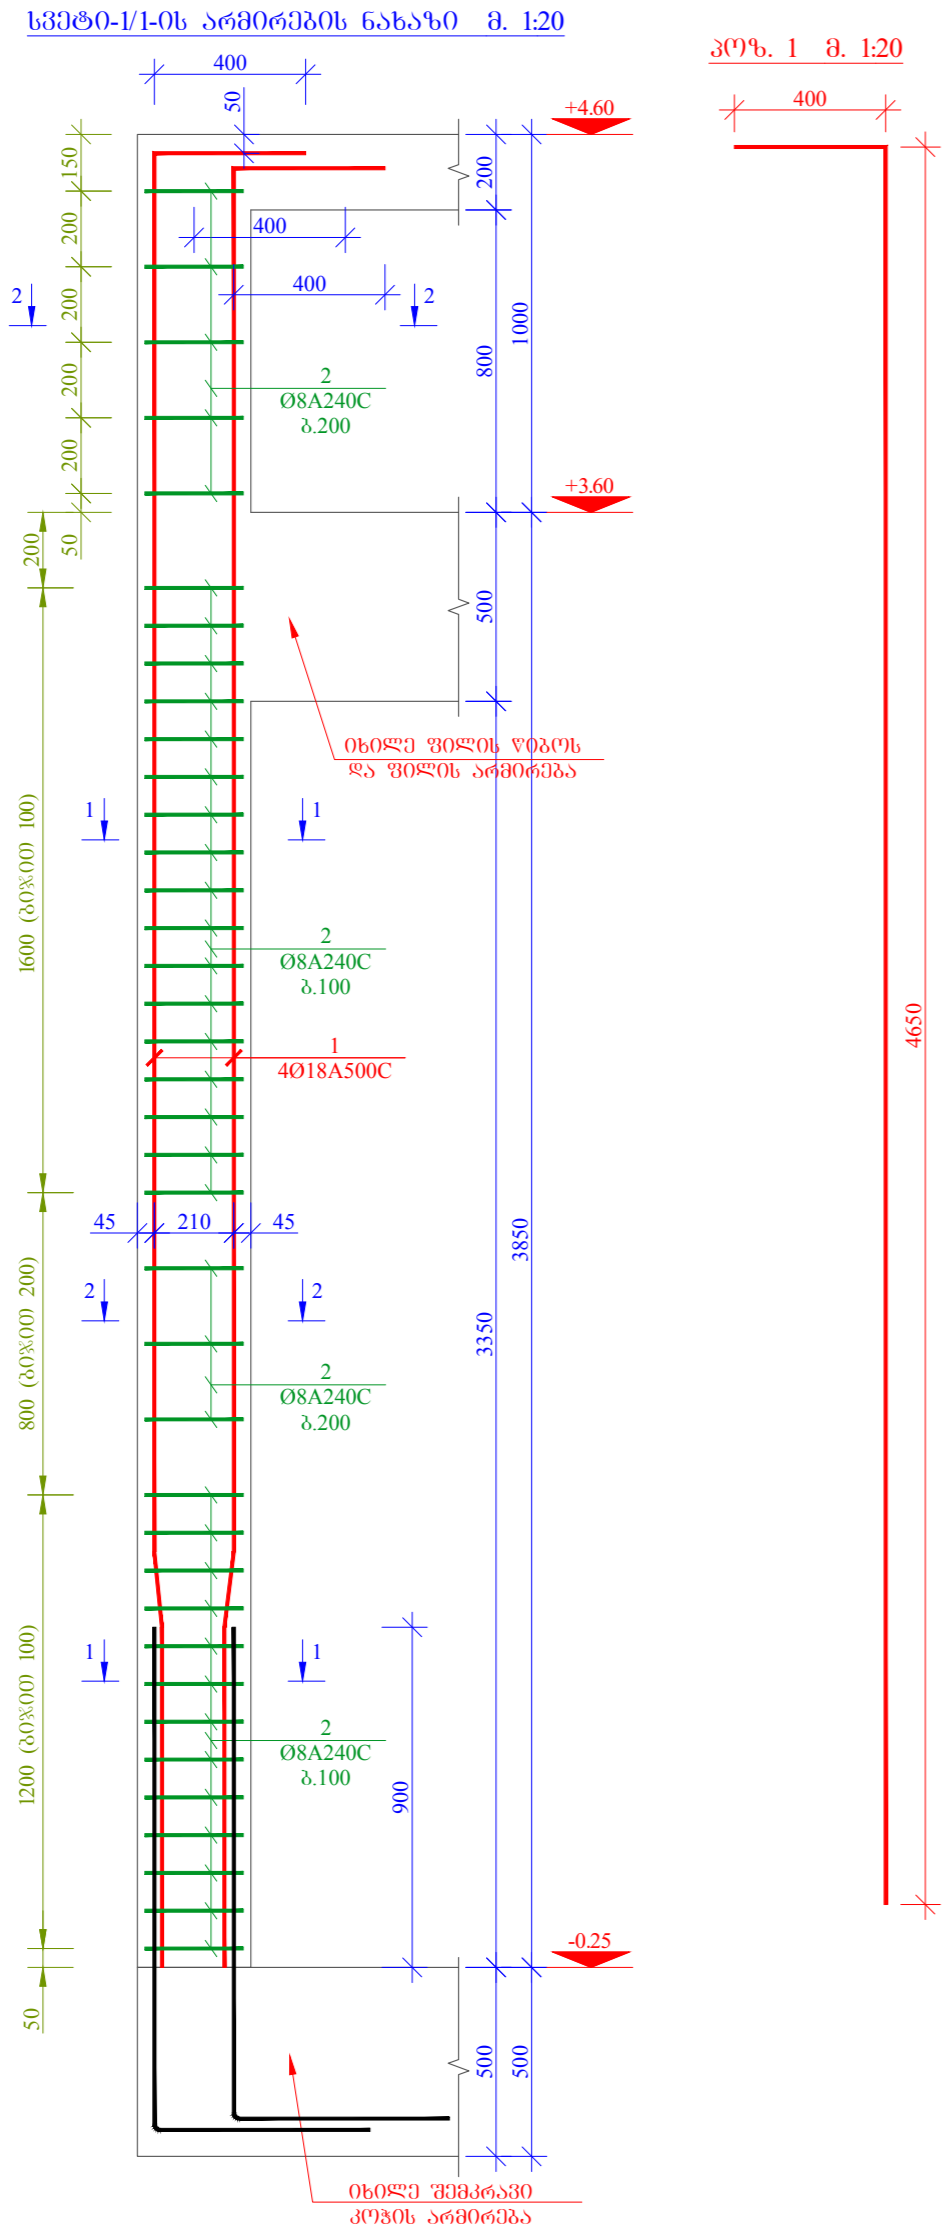 სვეტი-1/1-ის არმირების ნახაზი მ. 1:20
პოზ. 1 მ. 1:20
400
400
50
+4.60
150
200
200
400
400
2
2
200
1000
800
2
Ø8A240C
ბ.200
200
200
+3.60
50
200
500
იხილე ფილის წიბოს
და ფილის არმირება
1
1
1600 (ბიჯით 100)
2
Ø8A240C
ბ.100
1
4Ø18A500C
4650
45
210
45
3850
2
2
3350
800 (ბიჯით 200)
2
Ø8A240C
ბ.200
1
1
1200 (ბიჯით 100)
2
Ø8A240C
ბ.100
900
-0.25
50
500
500
იხილე შემკრავი
კოჭის არმირება